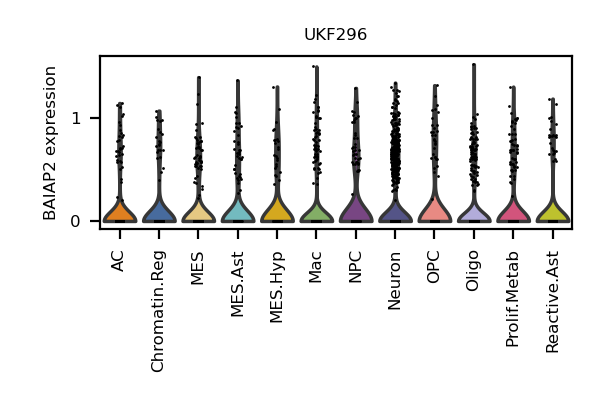 UKF296
BAIAP2 expression
1
0
AC
Chromatin.Reg
MES
MES.Ast
MES.Hyp
Mac
NPC
Neuron
OPC
Oligo
Prolif.Metab
Reactive.Ast